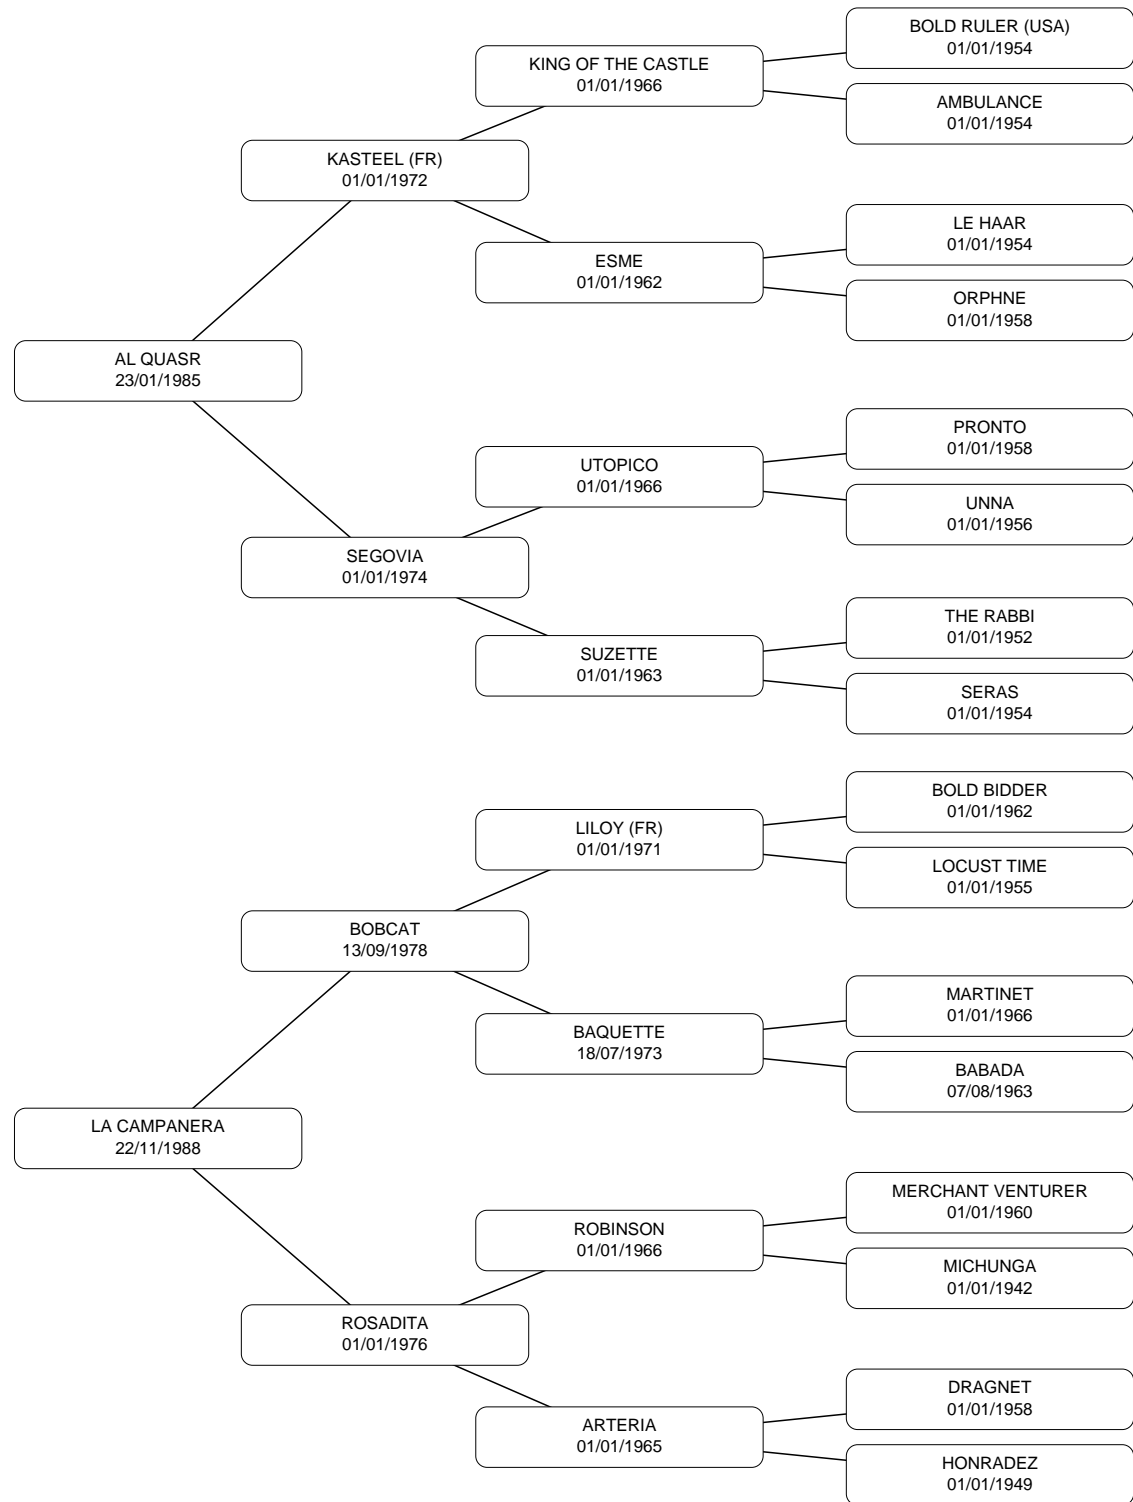 BOLD RULER (USA)
01/01/1954
KING OF THE CASTLE
01/01/1966
AMBULANCE
01/01/1954
KASTEEL (FR)
01/01/1972
LE HAAR
01/01/1954
ESME
01/01/1962
ORPHNE
01/01/1958
AL QUASR
23/01/1985
PRONTO
01/01/1958
UTOPICO
01/01/1966
UNNA
01/01/1956
SEGOVIA
01/01/1974
THE RABBI
01/01/1952
SUZETTE
01/01/1963
SERAS
01/01/1954
BOLD BIDDER
01/01/1962
LILOY (FR)
01/01/1971
LOCUST TIME
01/01/1955
BOBCAT
13/09/1978
MARTINET
01/01/1966
BAQUETTE
18/07/1973
BABADA
07/08/1963
LA CAMPANERA
22/11/1988
MERCHANT VENTURER
01/01/1960
ROBINSON
01/01/1966
MICHUNGA
01/01/1942
ROSADITA
01/01/1976
DRAGNET
01/01/1958
ARTERIA
01/01/1965
HONRADEZ
01/01/1949